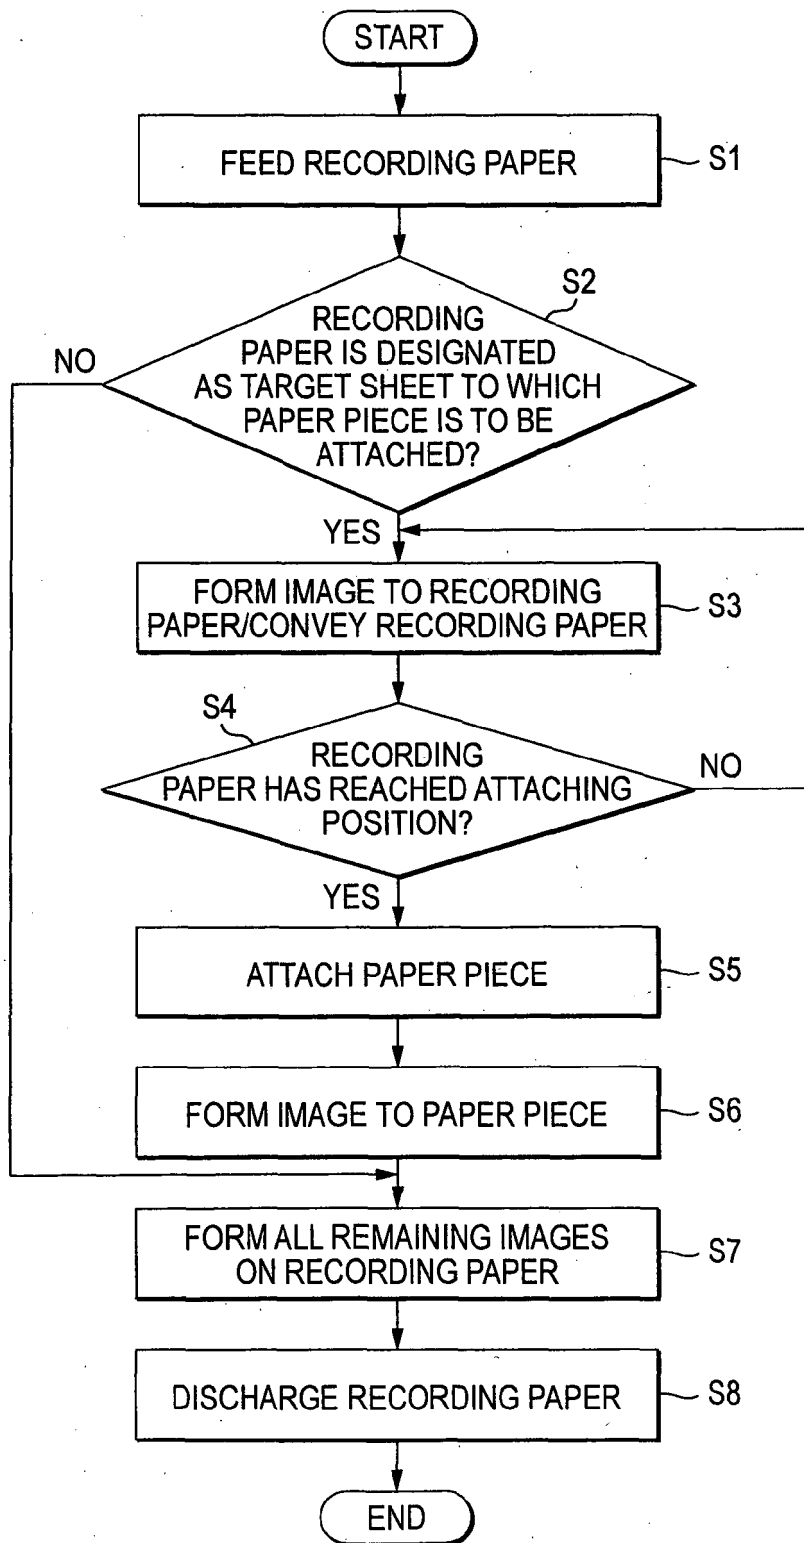 START
FEED RECORDING PAPER
S1
S2
RECORDING
PAPER IS DESIGNATED
AS TARGET SHEET TO WHICH
PAPER PIECE IS TO BE
ATTACHED?
NO
YES
FORM IMAGE TO RECORDING
PAPER/CONVEY RECORDING PAPER
S3
S4
RECORDING
PAPER HAS REACHED ATTACHING
POSITION?
NO
YES
ATTACH PAPER PIECE
S5
FORM IMAGE TO PAPER PIECE
S6
FORM ALL REMAINING IMAGES
ON RECORDING PAPER
S7
DISCHARGE RECORDING PAPER
S8
END